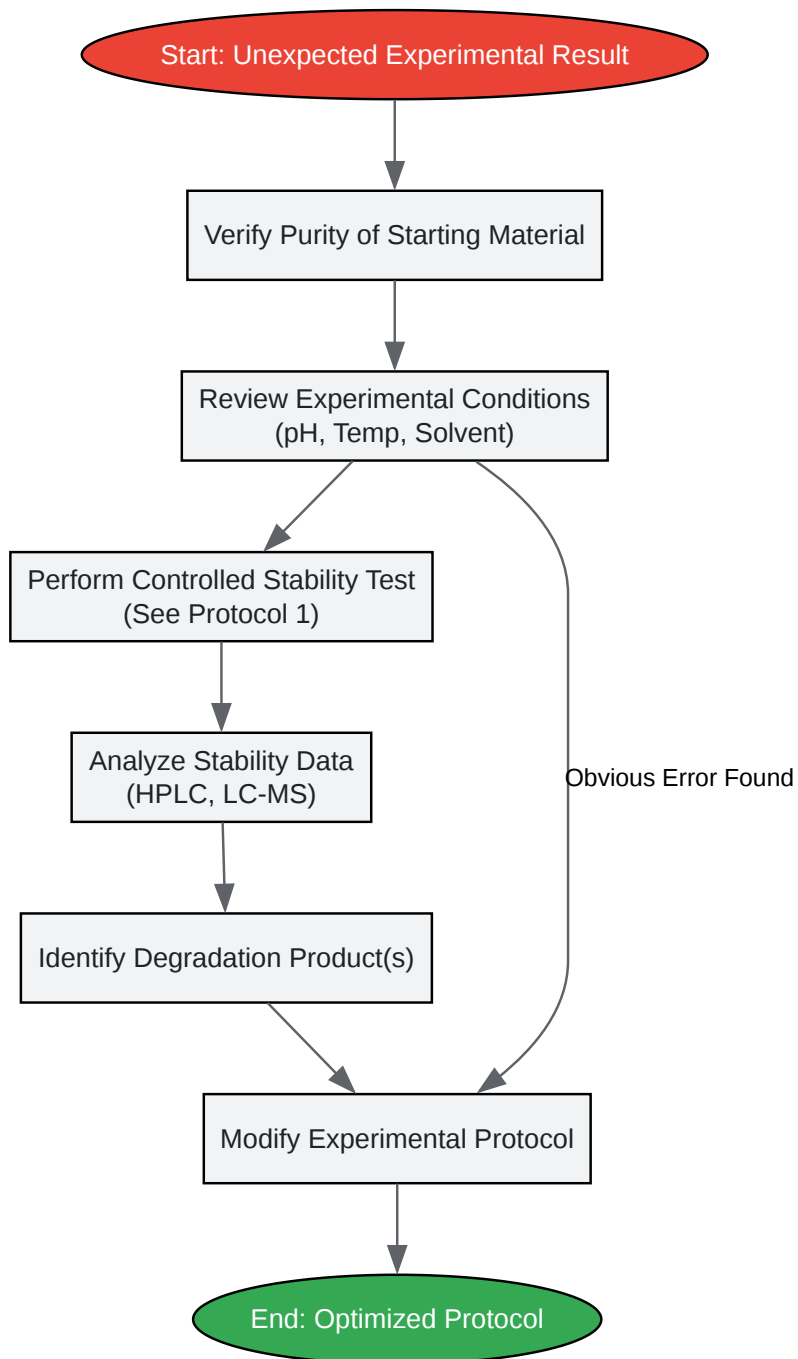 Start: Unexpected Experimental Result
Verify Purity of Starting Material
Review Experimental Conditions
(pH, Temp, Solvent)
Perform Controlled Stability Test
(See Protocol 1)
Analyze Stability Data
(HPLC, LC-MS)
Obvious Error Found
Identify Degradation Product(s)
Modify Experimental Protocol
End: Optimized Protocol